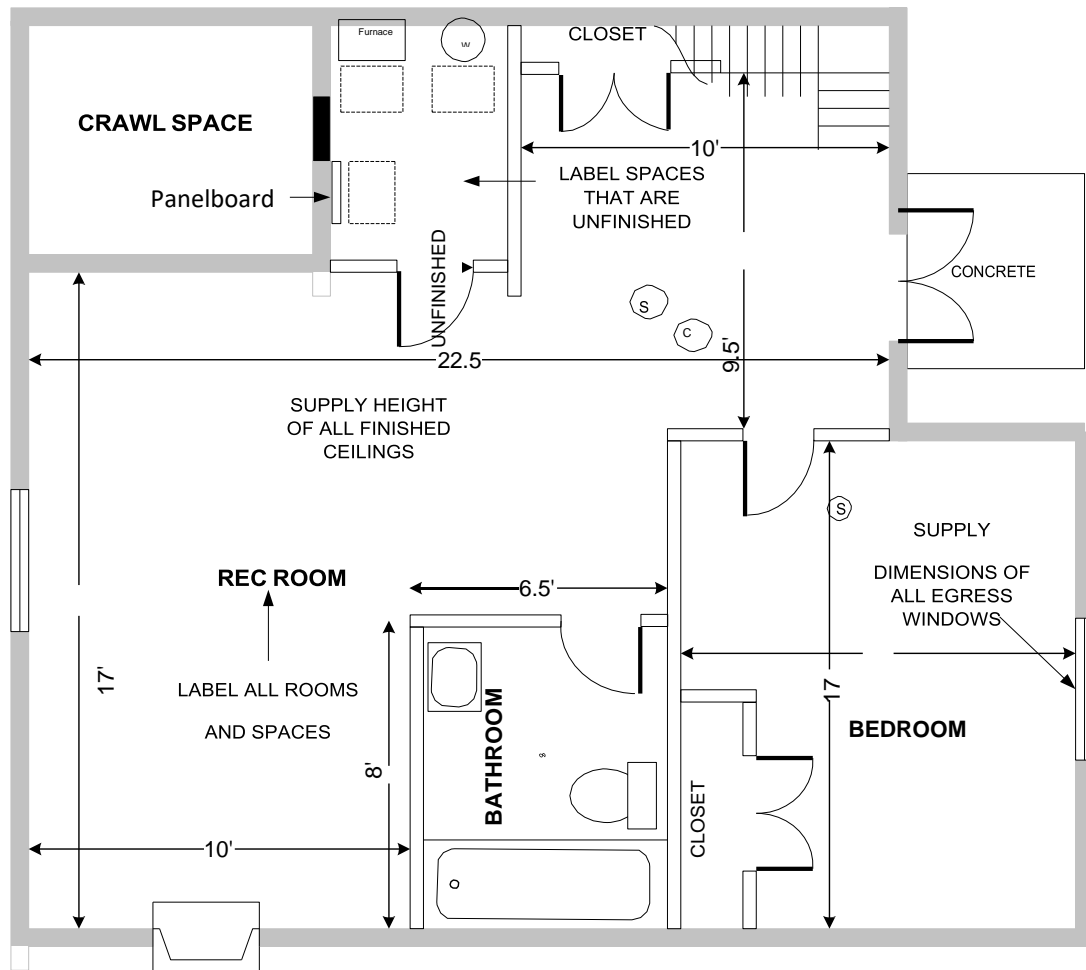 Furnace
W
CLOSET
CRAWL SPACE
10'
Panelboard
LABEL SPACES
THAT ARE
UNFINISHED
UNFINISHED
CONCRETE
S
C
22.5
9.5'
SUPPLY HEIGHT
OF ALL FINISHED
CEILINGS
S
SUPPLY
DIMENSIONS OF
ALL EGRESS
WINDOWS
REC ROOM
6.5'
17'
LABEL ALL ROOMS
AND SPACES
17
BEDROOM
BATHROOM
8'
CLOSET
10'